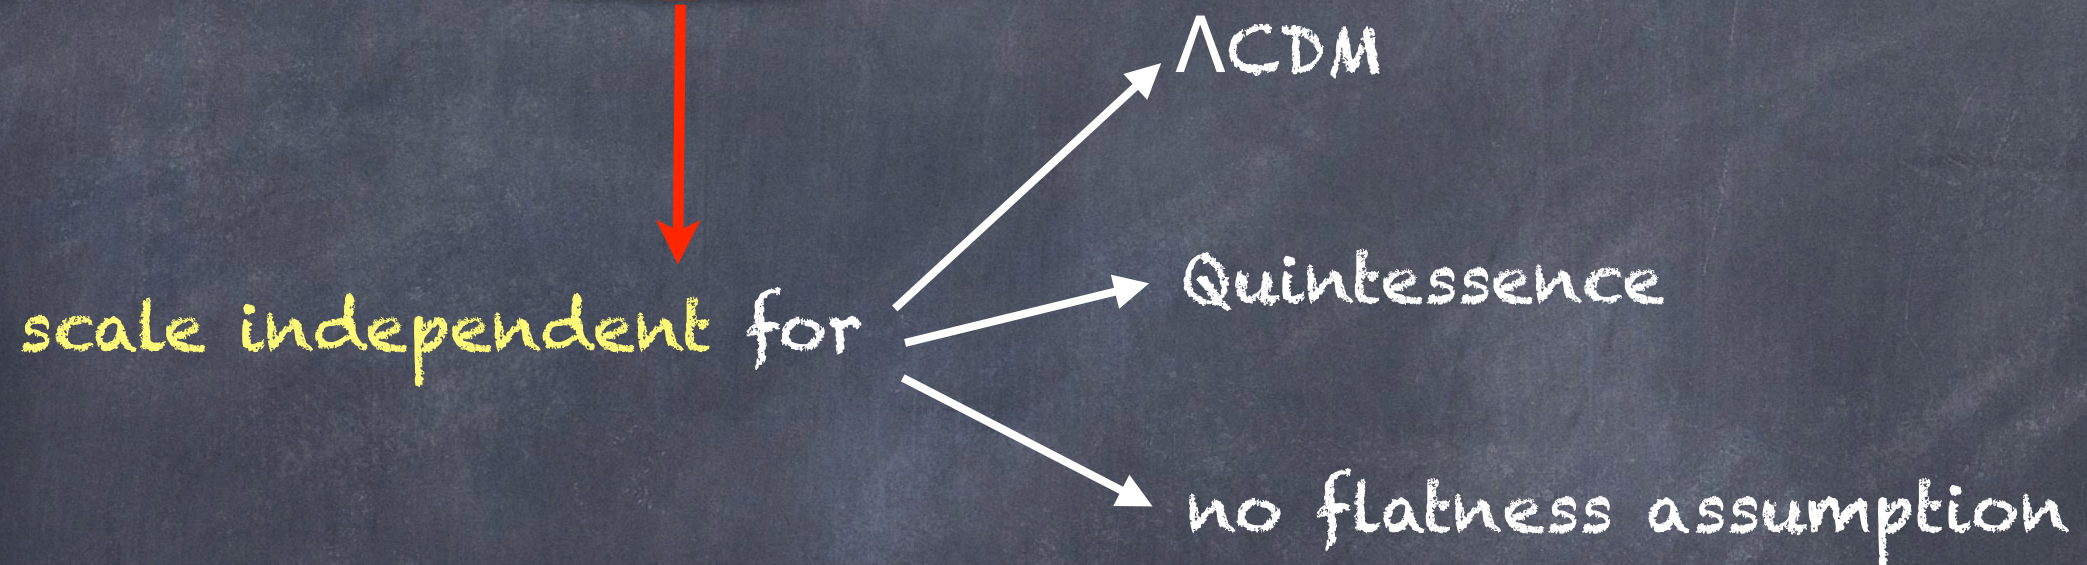 ΛCDM
Quintessence
scale independent for
no flatness assumption